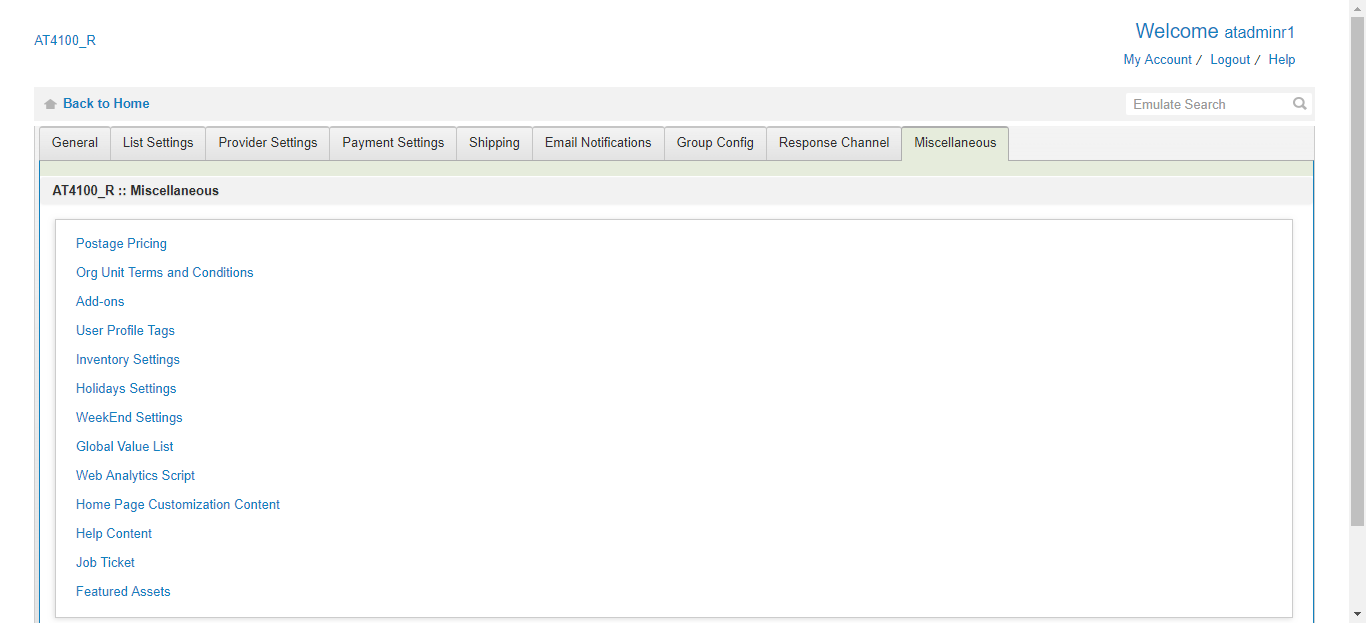 AT4100_R
Welcome atadminr1
My Account / Logout / Help
Back to Home
Emulate Search
General
List Settings
Provider Settings
Payment Settings
Shipping
Email Notifications
Group Config
Response Channel
Miscellaneous
AT4100_R :: Miscellaneous
Postage Pricing
Org Unit Terms and Conditions
Add-ons
User Profile Tags
Inventory Settings
Holidays Settings
WeekEnd Settings
Global Value List
Web Analytics Script
Home Page Customization Content
Help Content
Job Ticket
Featured Assets